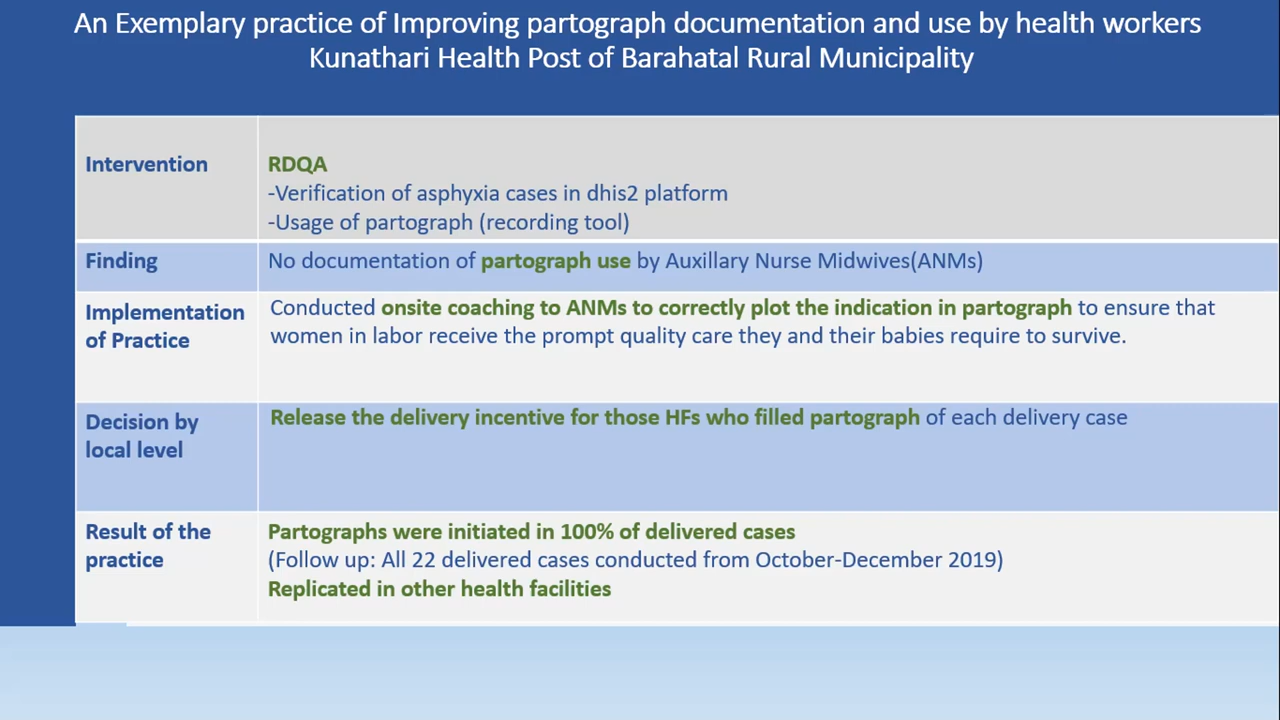 An Exemplary practice of Improving partograph documentation and use by health workers
Kunathari Health Post of Barahatal Rural Municipality
Intervention
RDQA
-Verification of asphyxia cases in dhis2 platform
-Usage of partograph (recording tool)
Finding
No documentation of partograph use by Auxillary Nurse Midwives(ANMs)
Implementation
of Practice
Conducted onsite coaching to ANMs to correctly plot the indication in partograph to ensure that
women in labor receive the prompt quality care they and their babies require to survive.
Decision by
local level
Release the delivery incentive for those HFs who filled partograph of each delivery case
Result of the
practice
Partographs were initiated in 100% of delivered cases
(Follow up: All 22 delivered cases conducted from October-December 2019)
Replicated in other health facilities